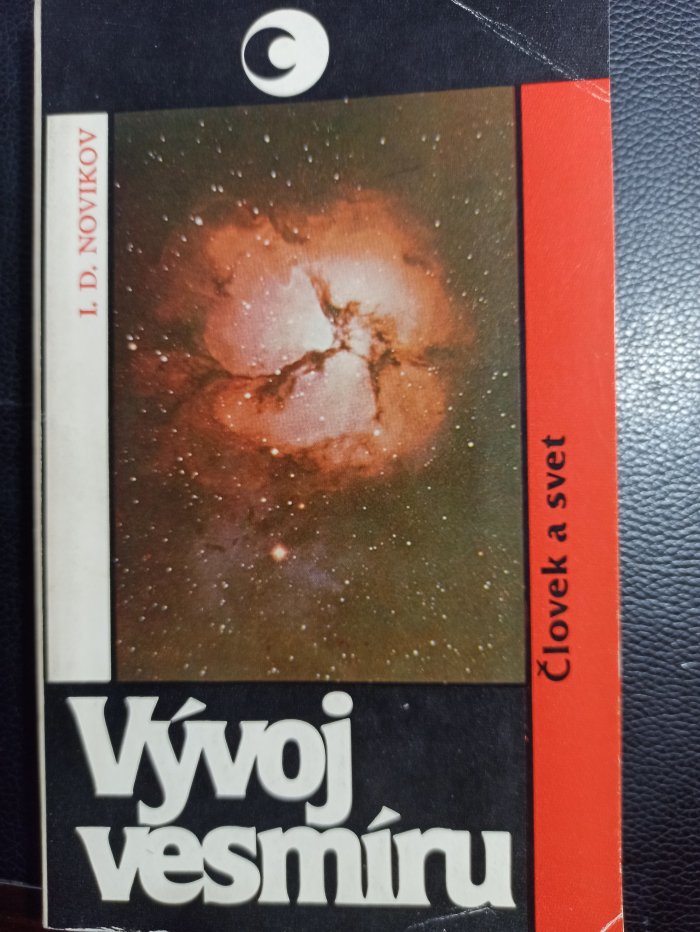 I. D. NOVIKOV
Človek a svet
Vývoj
vesmíru